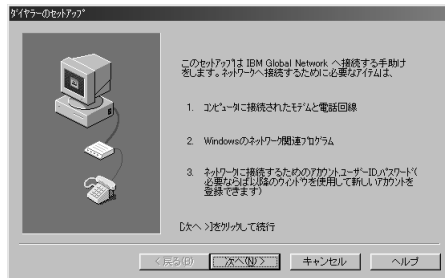 ダイヤラーのセットアップ
このセットアップは IBM Global Network へ接続する手助け
をします。ネットワークへ接続するために必要なアイテムは、
1. コンピュータに接続されたモデムと電話回線
2. Windowsのネットワーク関連プログラム
3. ネットワークに接続するためのアカウント,ユーザーID,パスワード(
必要ならば以降のウィンドウを使用して新しいアカウントを
登録できます)
[次へ >]をクリックして続行
< 戻る(B)
次へ(N) >
キャンセル
ヘルプ